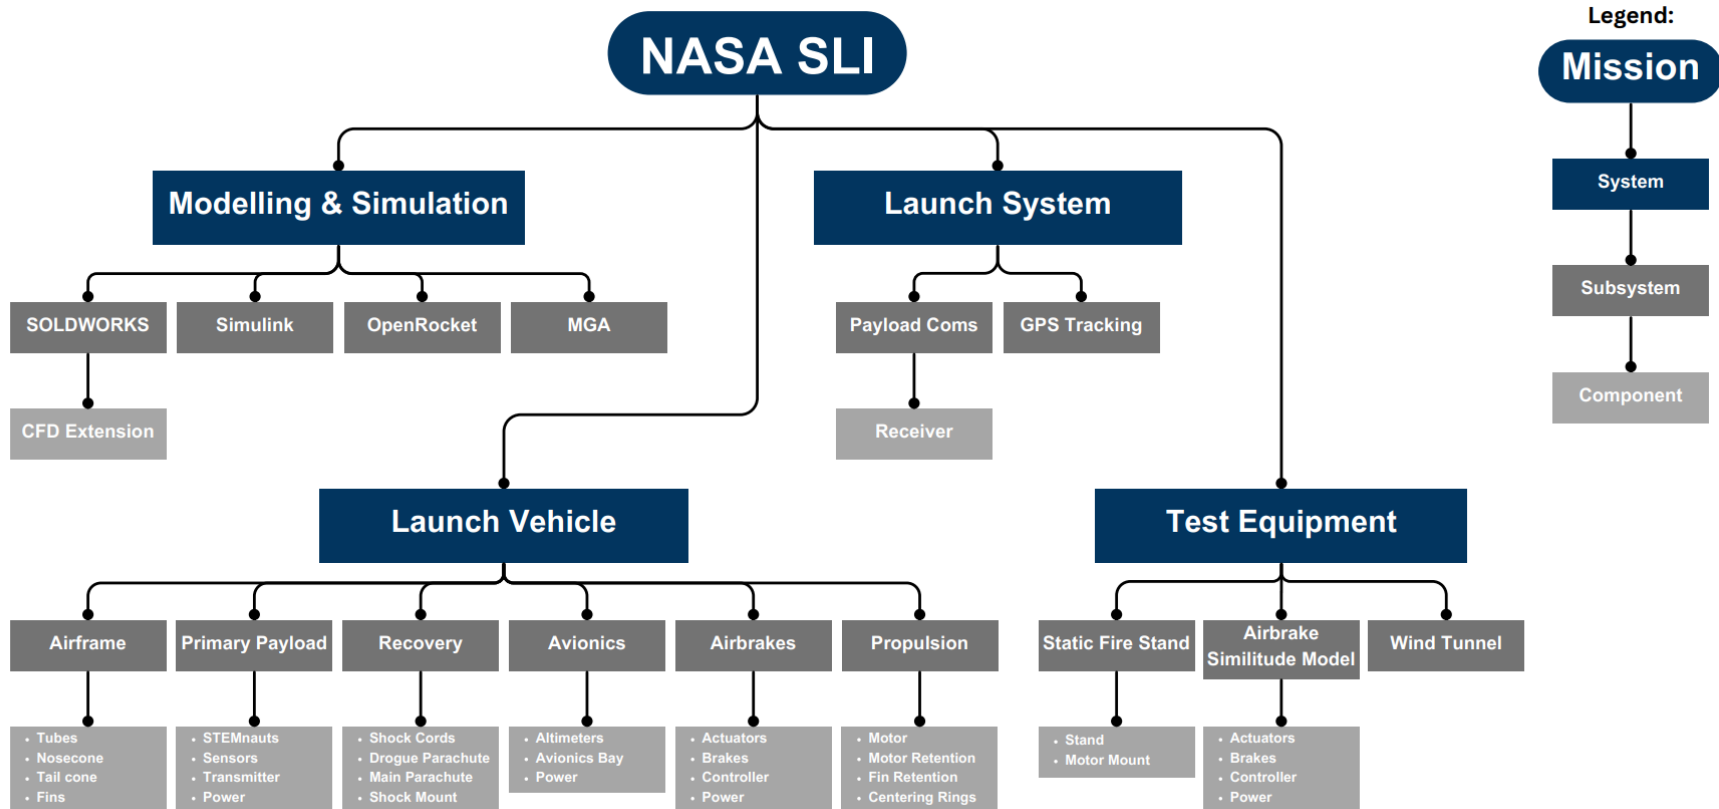 NASA SLI
Legend:
Mission
System
Subsystem
Component
Modelling & Simulation
Launch System
SOLDWORKS
Simulink
OpenRocket
MGA
Payload Coms
GPS Tracking
CFD Extension
Receiver
Launch Vehicle
Test Equipment
Airframe
Primary Payload
Recovery
Avionics
Airbrakes
Propulsion
Static Fire Stand
Airbrake
Similitude Model
Wind Tunnel
• Tubes
• Nosecone
• Tail cone
• Fins
• STEMnauts
• Sensors
• Transmitter
• Power
• Shock Cords
• Drogue Parachute
• Main Parachute
• Shock Mount
• Altimeters
• Avionics Bay
• Power
• Actuators
• Brakes
• Controller
• Power
• Motor
• Motor Retention
• Fin Retention
• Centering Rings
• Stand
• Motor Mount
• Actuators
• Brakes
• Controller
• Power